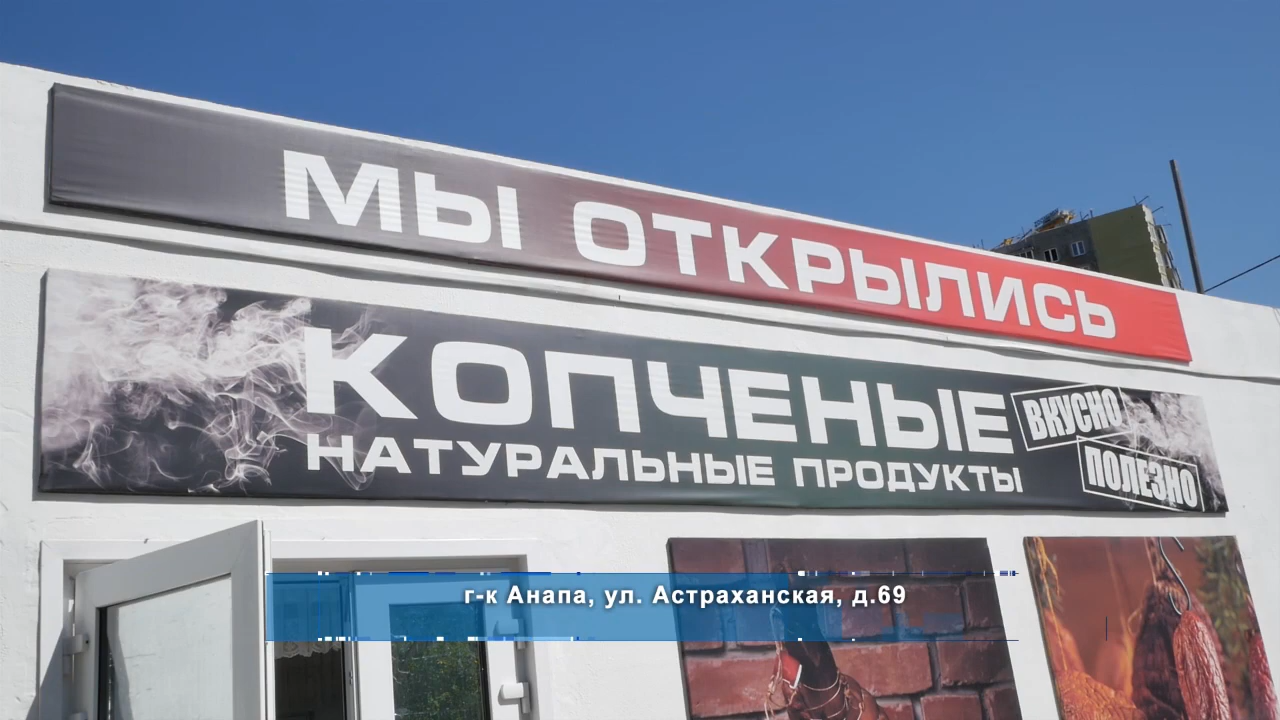 МЫ ОТКРЫЛИСЬ
КОПЧЕНЫЕ
НАТУРАЛЬНЫЕ ПРОДУКТЫ
ВКУСНО
ПОЛЕЗНО
г-к Анапа, ул. Астраханская, д.69